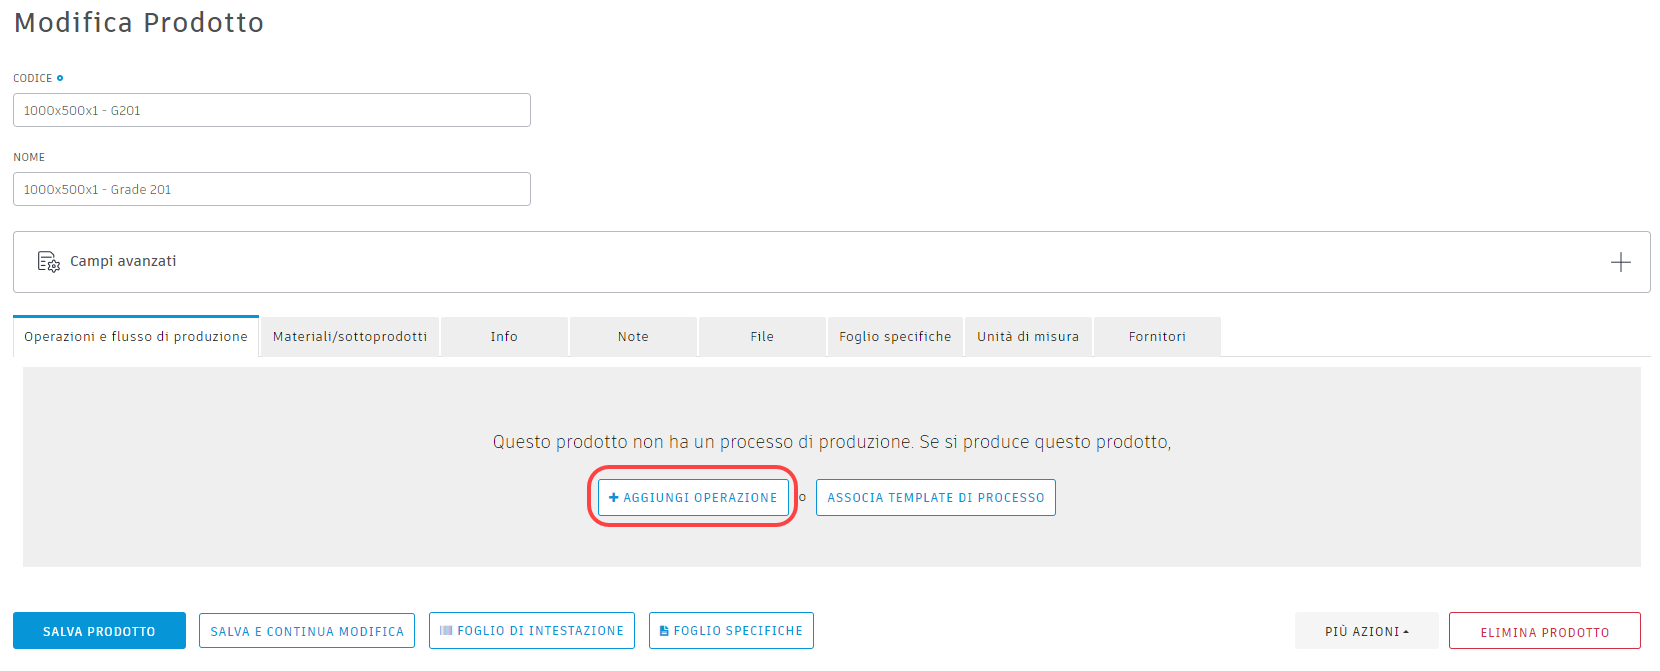 Modifica Prodotto
CODICE
1000x500x1 - G201
NOME
1000x500x1 - Grade 201
Campi avanzati
Operazioni e flusso di produzione Materiali/sottoprodotti Info Note File Foglio specifiche Unità di misura Fornitori
Questo prodotto non ha un processo di produzione. Se si produce questo prodotto,
+ AGGIUNGI OPERAZIONE o ASSOCIA TEMPLATE DI PROCESSO
SALVA PRODOTTO SALVA E CONTINUA MODIFICA FOGLIO DI INTESTAZIONE FOGLIO SPECIFICHE PIÙ AZIONI ELIMINA PRODOTTO